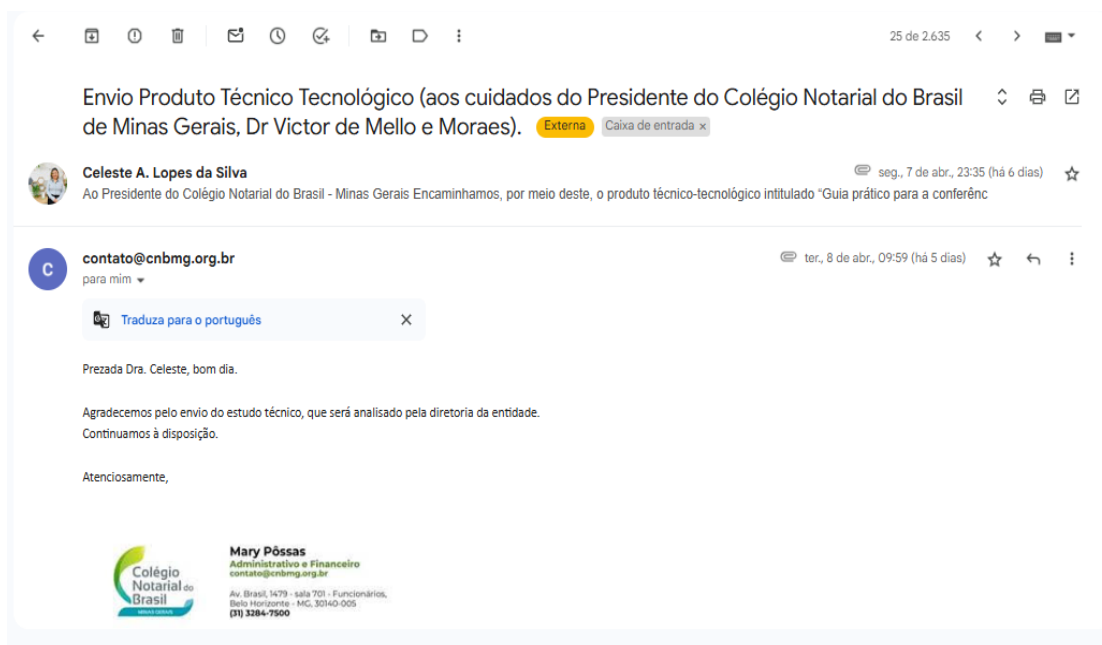 25 de 2.635
Envio Produto Técnico Tecnológico (aos cuidados do Presidente do Colégio Notarial do Brasil
de Minas Gerais, Dr Victor de Mello e Moraes). Externa Caixa de entrada x
Celeste A. Lopes da Silva
seg., 7 de abr., 23:35 (há 6 dias)
Ao Presidente do Colégio Notarial do Brasil - Minas Gerais Encaminhamos, por meio deste, o produto técnico-tecnológico intitulado "Guia prático para a conferênc
C
contato@cnbmg.org.br
ter., 8 de abr., 09:59 (há 5 dias)
para mim
Traduza para o português
Prezada Dra. Celeste, bom dia.
Agradecemos pelo envio do estudo técnico, que será analisado pela diretoria da entidade.
Continuamos à disposição.
Atenciosamente,
Colégio
Notarial do
Brasil
MINAS GERAIS
Mary Pôssas
Administrativo e Financeiro
contato@cnbmg.org.br
Av. Brasil, 1479 - sala 701 - Funcionários,
Belo Horizonte - MG, 30140-005
(31) 3284-7500